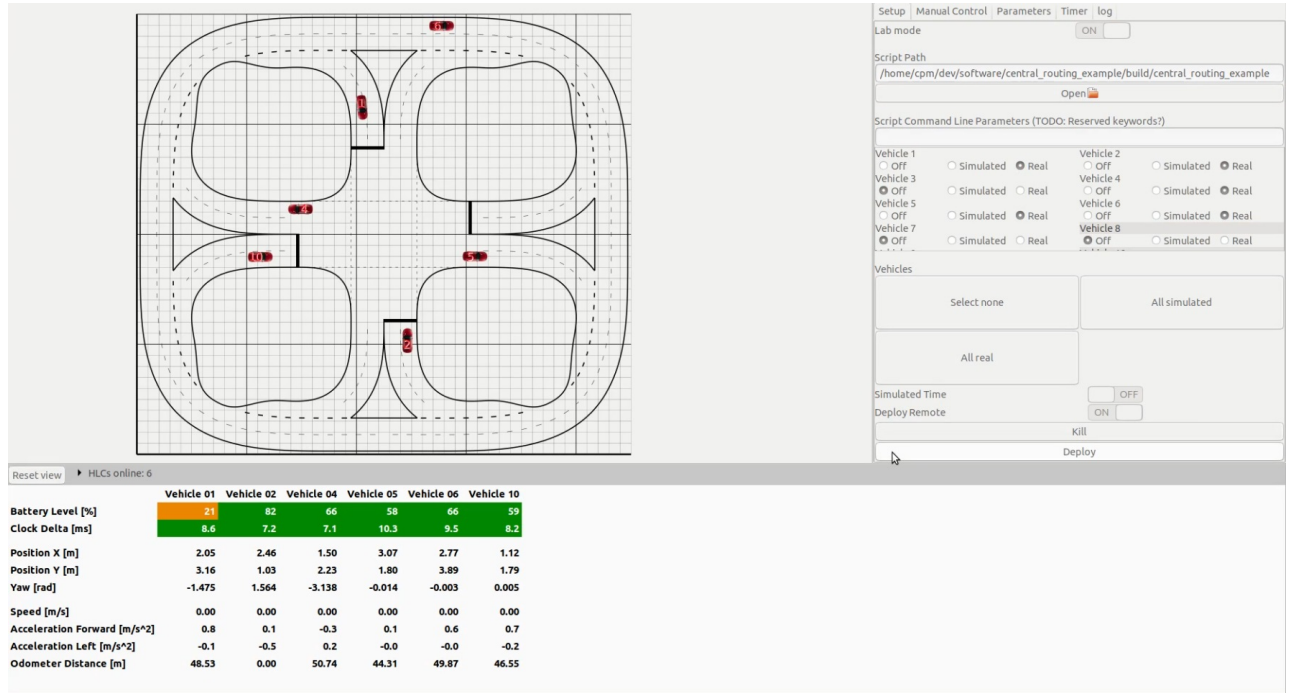 Setup Manual Control Parameters Timer log
Lab mode ON
Script Path
/home/cpm/dev/software/central_routing_example/build/central_routing_example
Open
Script Command Line Parameters (TODO: Reserved keywords?)
Vehicle 1 Vehicle 2
Off Simulated Real Off Simulated Real
Vehicle 3 Vehicle 4
Off Simulated Real Off Simulated Real
Vehicle 5 Vehicle 6
Off Simulated Real Off Simulated Real
Vehicle 7 Vehicle 8
Off Simulated Real Off Simulated Real
Vehicles
Select none All simulated
All real
Simulated Time OFF
Deploy Remote ON
Kill
Deploy
6
1
4
10
5
2
Reset view HLCs online: 6
Vehicle 01 Vehicle 02 Vehicle 04 Vehicle 05 Vehicle 06 Vehicle 10
Battery Level [%] 21 82 66 58 66 59
Clock Delta [ms] 8.6 7.2 7.1 10.3 9.5 8.2
Position X [m] 2.05 2.46 1.50 3.07 2.77 1.12
Position Y [m] 3.16 1.03 2.23 1.80 3.89 1.79
Yaw [rad] -1.475 1.564 -3.138 -0.014 -0.003 0.005
Speed [m/s] 0.00 0.00 0.00 0.00 0.00 0.00
Acceleration Forward [m/s^2] 0.8 0.1 -0.3 0.1 0.6 0.7
Acceleration Left [m/s^2] -0.1 -0.5 0.2 -0.0 -0.0 -0.2
Odometer Distance [m] 48.53 0.00 50.74 44.31 49.87 46.55